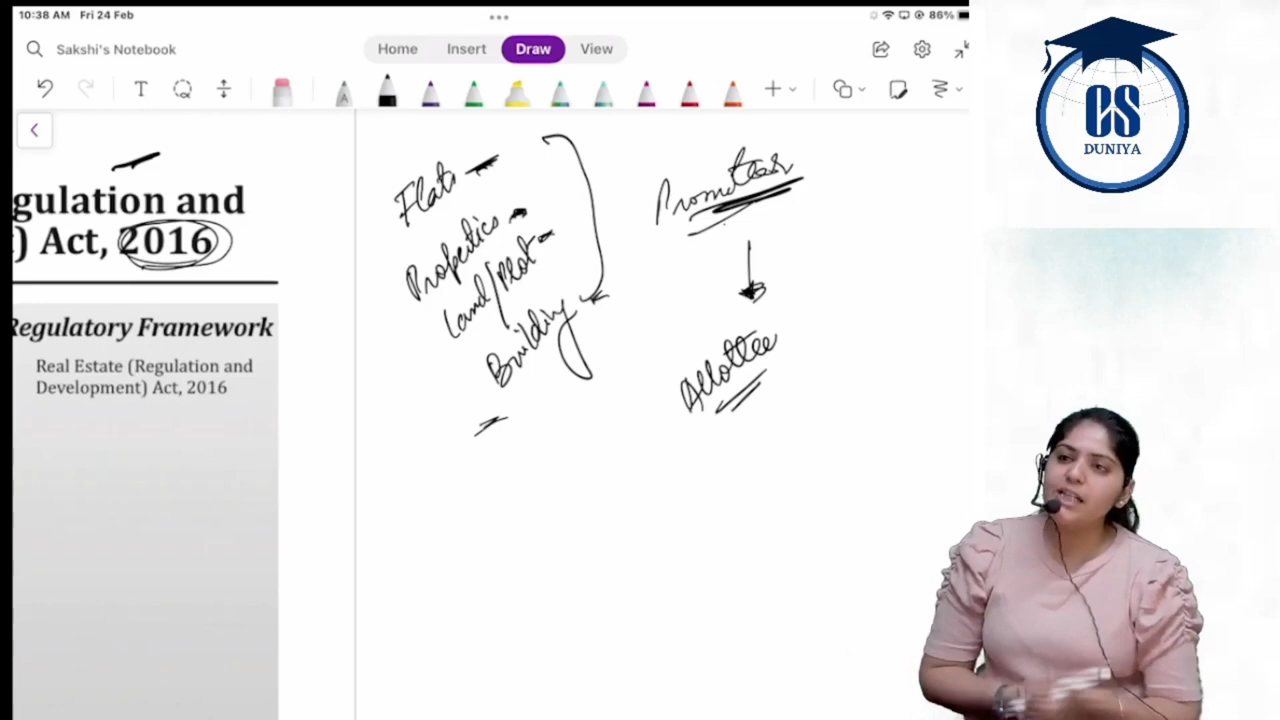 10:38 AM Fri 24 Feb
86%
Sakshi's Notebook
Home Insert Draw View
T
A
gulation and
) Act, 2016
Regulatory Framework
Real Estate (Regulation and
Development) Act, 2016
Flats
Properties
Land/Plot
Building
Promoters
Allottee
CS
DUNIYA